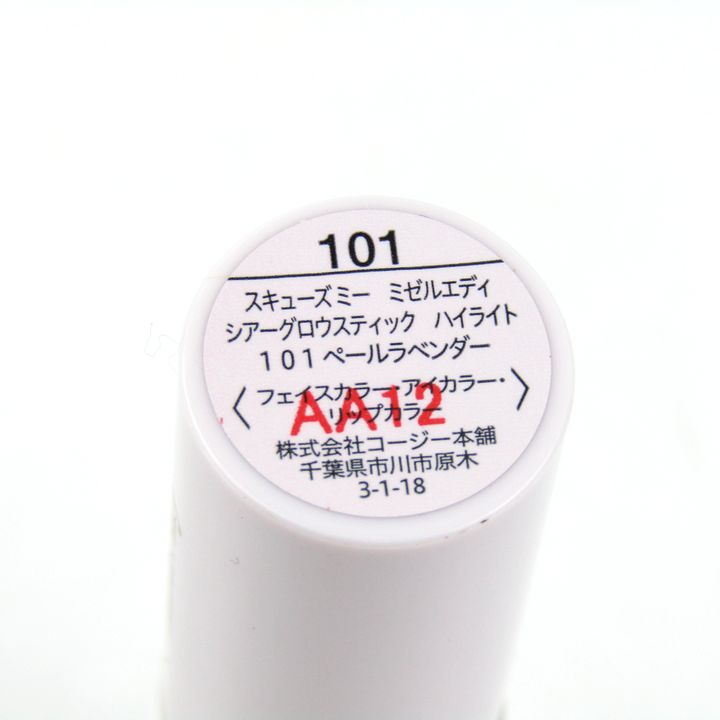 101
スキューズミー ミゼルエディ
シアーグロウスティック ハイライト
101ペールラベンダー
〈フェイスカラー・アイカラー・
リップカラー〉
AA12
株式会社コージー本舗
千葉県市川市原木
3-1-18